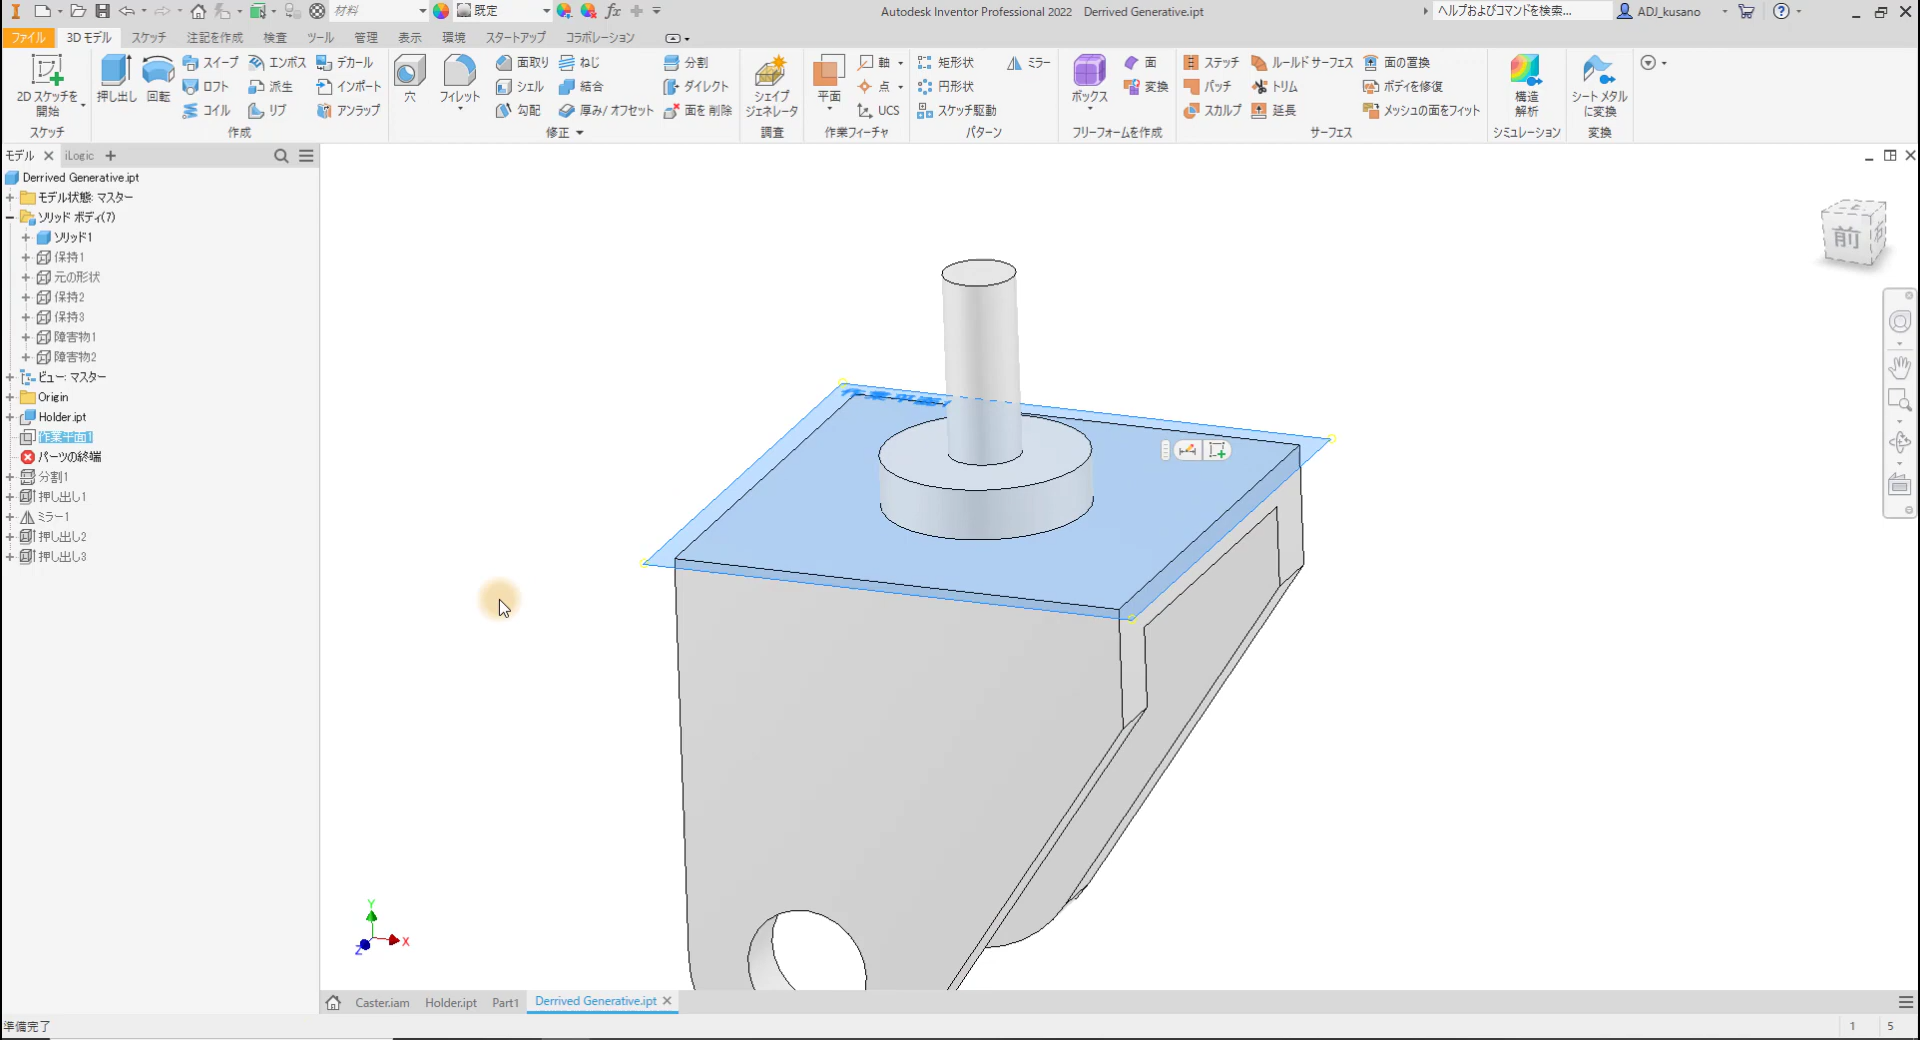 材料
既定
fx
Autodesk Inventor Professional 2022 Derrived Generative.ipt
ヘルプおよびコマンドを検索...
ADJ_kusano
ファイル 3D モデル スケッチ 注記を作成 検査 ツール 管理 表示 環境 スタートアップ コラボレーション
2D スケッチを
開始
スケッチ
押し出し
回転
スイープ
エンボス
デカール
ロフト
派生
インポート
コイル
リブ
アンラップ
作成
穴
フィレット
面取り
ねじ
分割
シェル
結合
ダイレクト
勾配
厚み/ オフセット
面を削除
修正
シェイプ
ジェネレータ
調査
平面
軸
点
UCS
作業フィーチャ
矩形状
ミラー
円形状
スケッチ駆動
パターン
ボックス
面
変換
フリーフォームを作成
ステッチ
ルールド サーフェス
面の置換
パッチ
トリム
ボディを修復
スカルプ
延長
メッシュの面をフィット
サーフェス
構造
解析
シミュレーション
シート メタル
に変換
変換
モデル
iLogic
Derrived Generative.ipt
モデル状態: マスター
ソリッド ボディ(7)
ソリッド1
保持1
元の形状
保持2
保持3
障害物1
障害物2
ビュー: マスター
Origin
Holder.ipt
作業平面1
パーツの終端
分割1
押し出し1
ミラー1
押し出し2
押し出し3
作業平面1
前
Y
X
Z
Caster.iam
Holder.ipt
Part1
Derrived Generative.ipt
準備完了
1
5